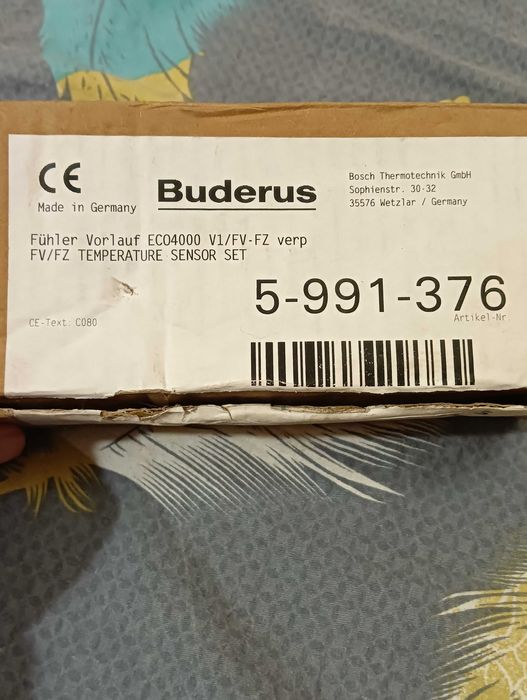 CE
Made in Germany
Buderus
Bosch Thermotechnik GmbH
Sophienstr. 30-32
35576 Wetzlar / Germany
Fühler Vorlauf ECO4000 V1/FV-FZ verp
FV/FZ TEMPERATURE SENSOR SET
5-991-376
CE-Text: C080
Artikel-Nr.